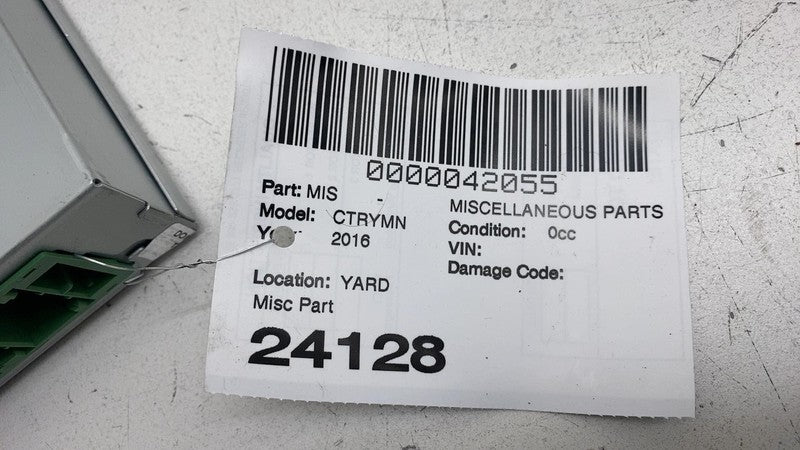 0000042055
Part: MIS -
MISCELLANEOUS PARTS
Model: CTRYMN
Condition: 0cc
2016
VIN:
Damage Code:
Location: YARD
Misc Part
24128